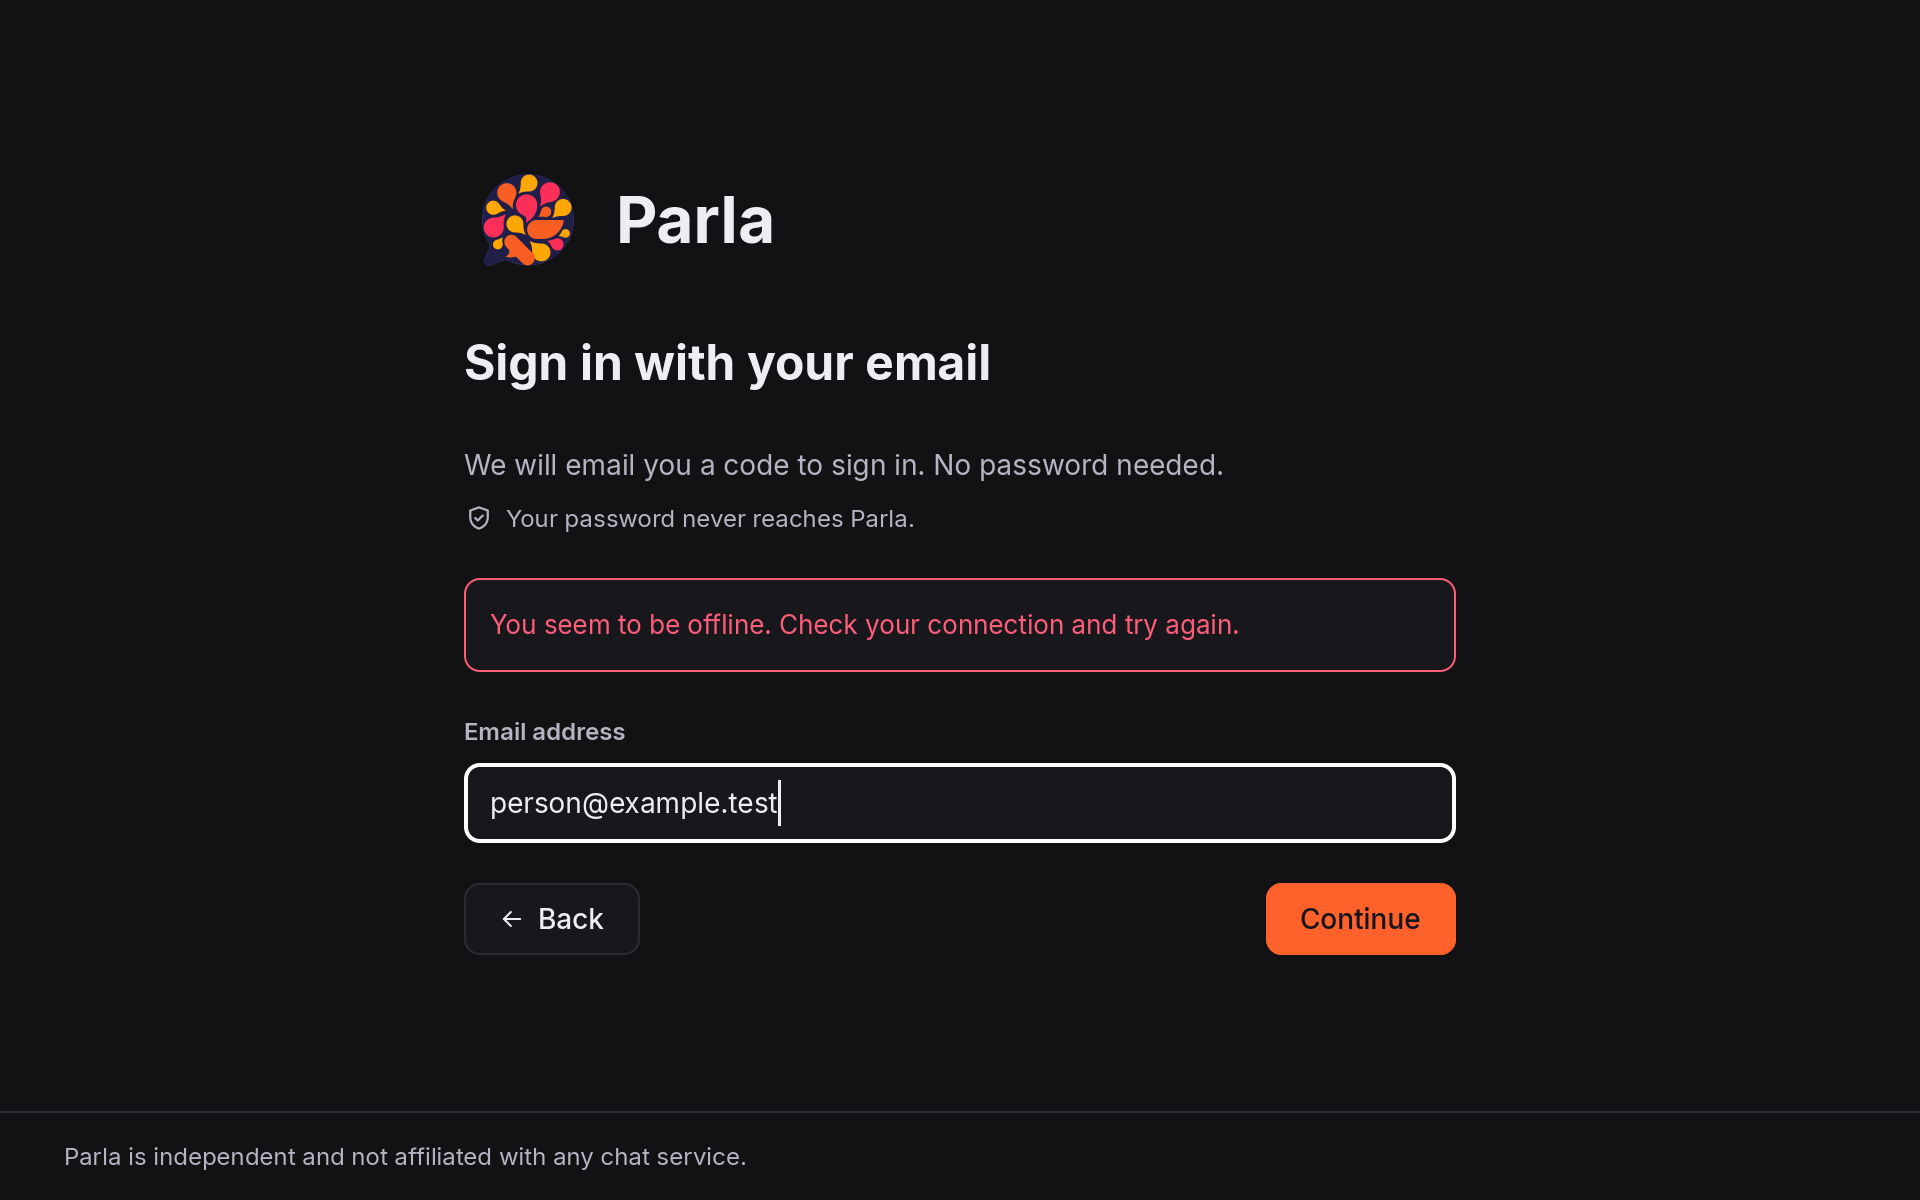 Parla
Sign in with your email
We will email you a code to sign in. No password needed.
Your password never reaches Parla.
You seem to be offline. Check your connection and try again.
Email address
person@example.test
← Back
Continue
Parla is independent and not affiliated with any chat service.